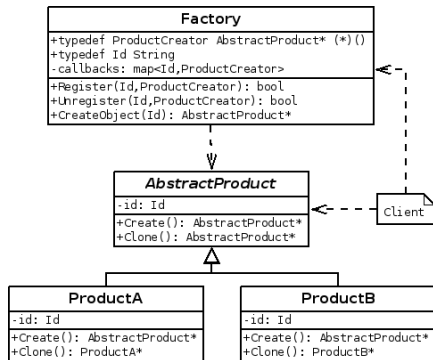 Factory
+typedef ProductCreator AbstractProduct* (*)()
+typedef Id String
-callbacks: map<Id,ProductCreator>
+Register(Id,ProductCreator): bool
+Unregister(Id,ProductCreator): bool
+CreateObject(Id): AbstractProduct*
AbstractProduct
-id: Id
+Create(): AbstractProduct*
+Clone(): AbstractProduct*
Client
ProductA
-id: Id
+Create(): AbstractProduct*
+Clone(): ProductA*
ProductB
-id: Id
+Create(): AbstractProduct*
+Clone(): ProductB*